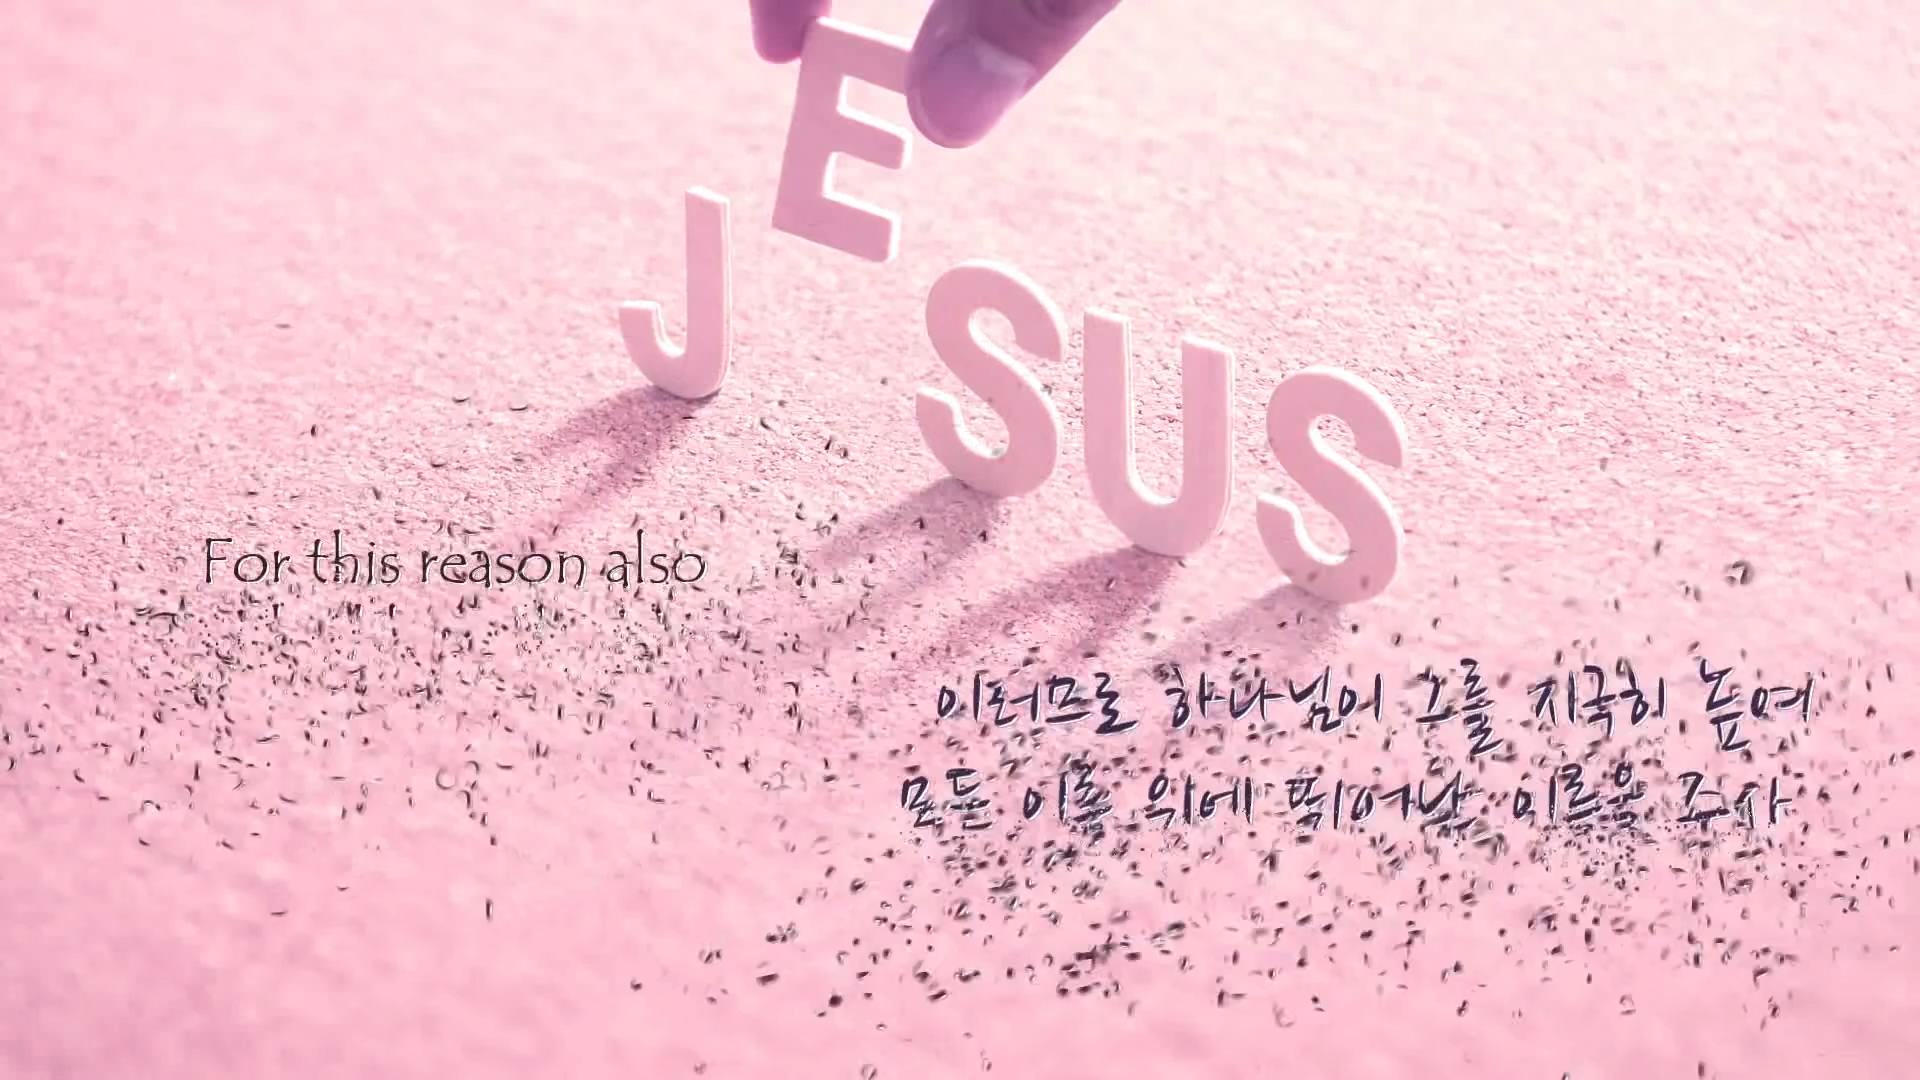 JESUS
For this reason also
이러므로 하나님이 그를 지극히 높여
모든 이름 위에 뛰어난 이름을 주사